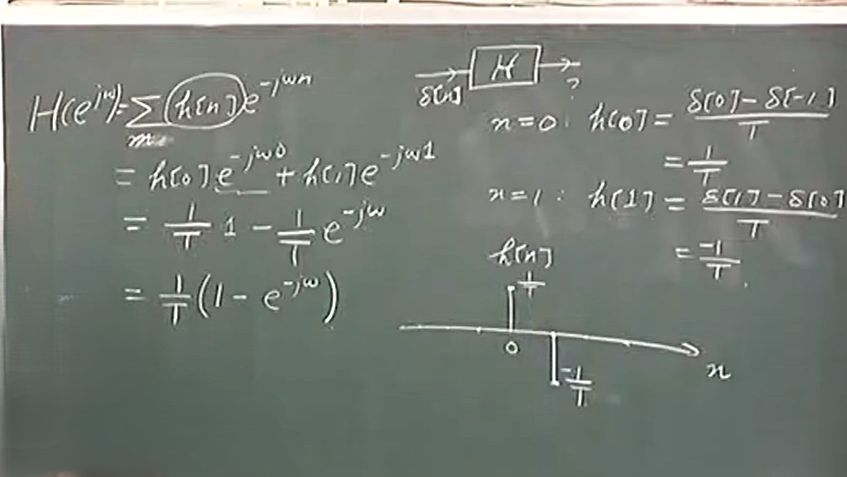 H(e^{jω}) = Σ_n h[n] e^{-jωn}
= h[0] e^{-jω0} + h[1] e^{-jω1}
= 1/T 1 - 1/T e^{-jω}
= 1/T (1 - e^{-jω})
δ[n] H ?
n=0 : h[0] = (δ[0] - δ[-1])/T
= 1/T
n=1 : h[1] = (δ[1] - δ[0])/T
= -1/T
h[n]
1/T
0
n
-1/T